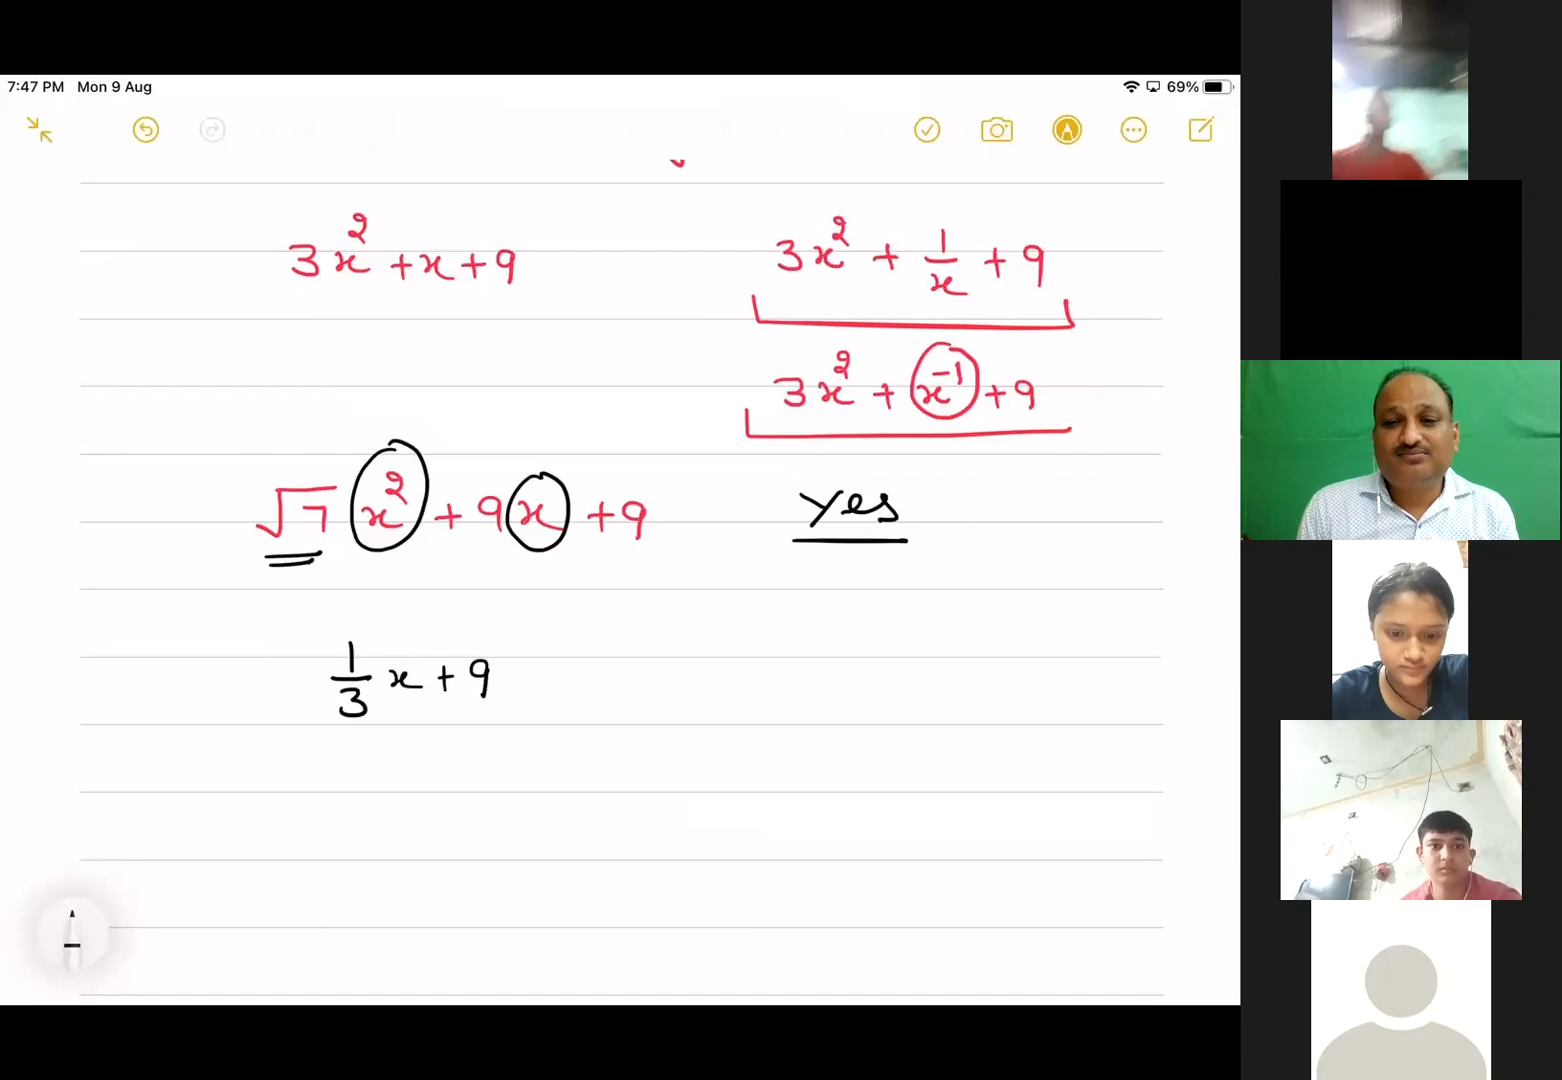 7:47 PM Mon 9 Aug 69%
3x² + x + 9
3x² + 1/x + 9
3x² + x⁻¹ + 9
√7 x² + 9x + 9 Yes
1/3 x + 9